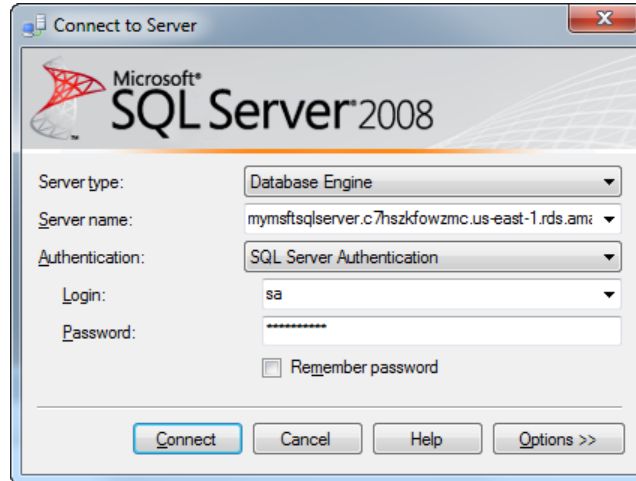 Connect to Server
Microsoft®
SQL Server® 2008
Server type: Database Engine
Server name: mymsftsqlserver.c7hszkfowzmc.us-east-1.rds.ama
Authentication: SQL Server Authentication
Login: sa
Password: **********
Remember password
Connect Cancel Help Options >>